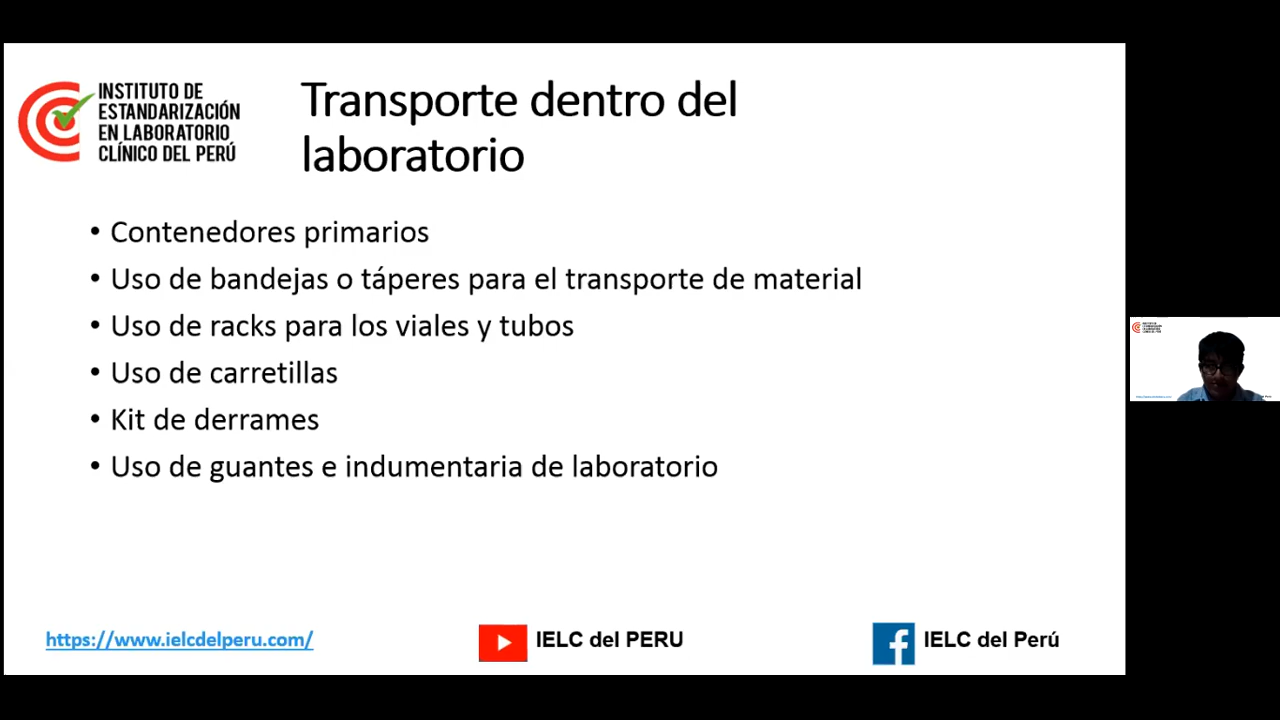 INSTITUTO DE
ESTANDARIZACIÓN
EN LABORATORIO
CLÍNICO DEL PERÚ
Transporte dentro del
laboratorio
• Contenedores primarios
• Uso de bandejas o táperes para el transporte de material
• Uso de racks para los viales y tubos
• Uso de carretillas
• Kit de derrames
• Uso de guantes e indumentaria de laboratorio
https://www.ielcdelperu.com/
IELC del PERU
IELC del Perú